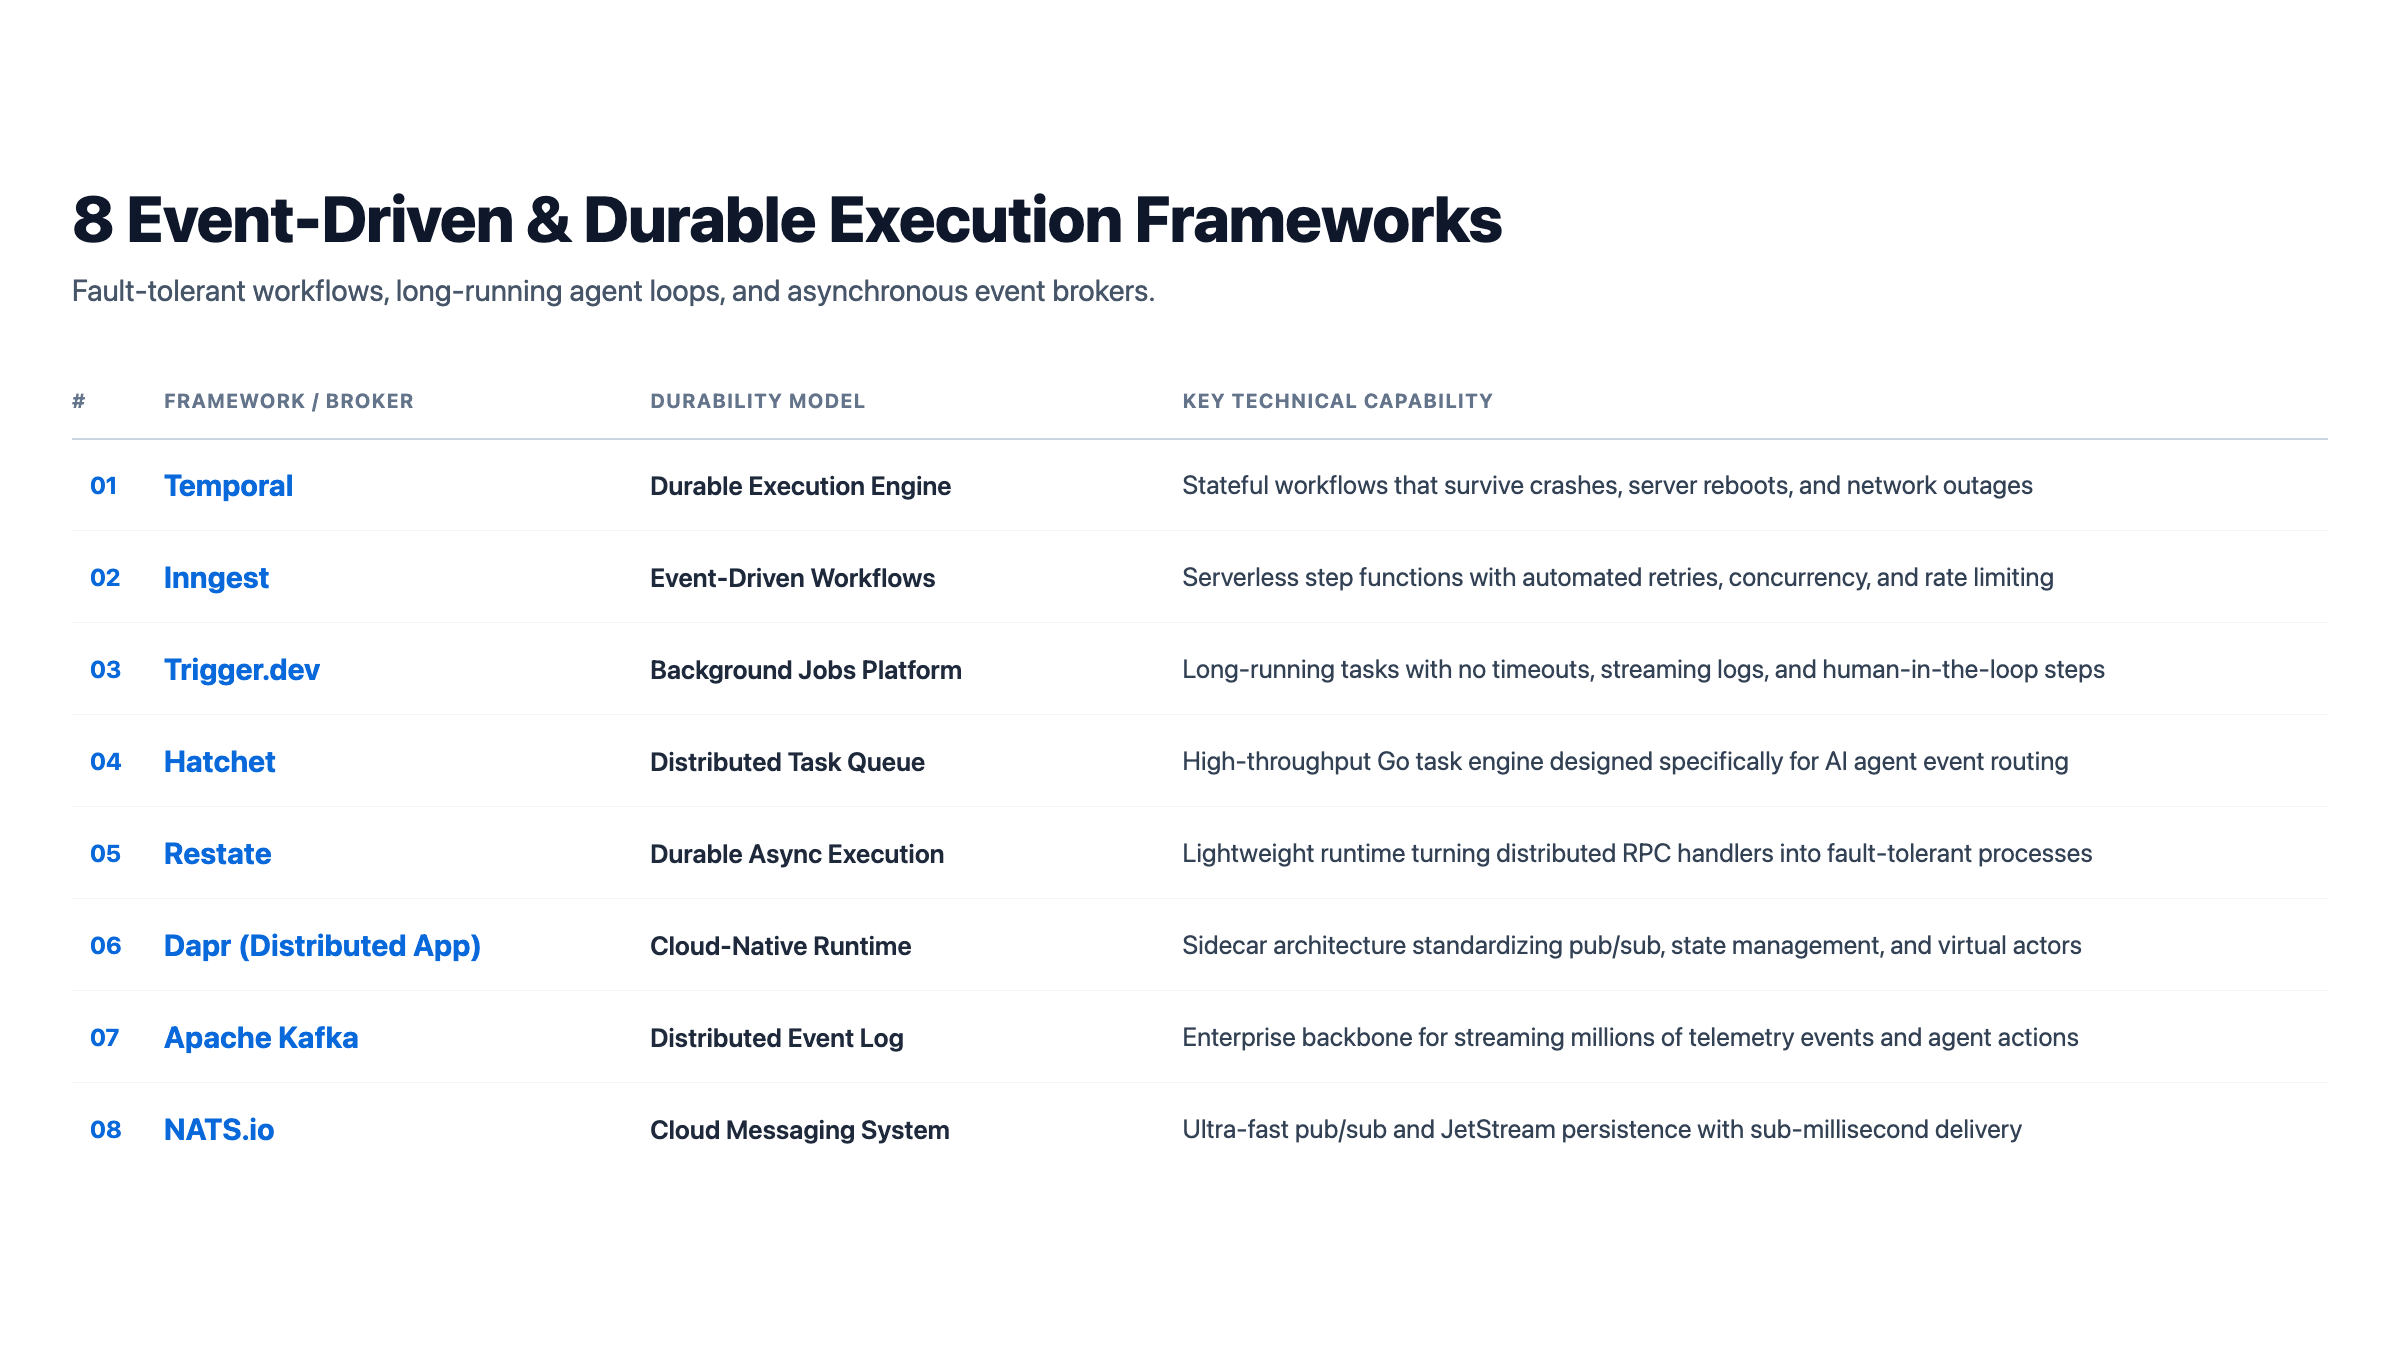 8 Event-Driven & Durable Execution Frameworks
Fault-tolerant workflows, long-running agent loops, and asynchronous event brokers.
# FRAMEWORK / BROKER DURABILITY MODEL KEY TECHNICAL CAPABILITY
01 Temporal Durable Execution Engine Stateful workflows that survive crashes, server reboots, and network outages
02 Inngest Event-Driven Workflows Serverless step functions with automated retries, concurrency, and rate limiting
03 Trigger.dev Background Jobs Platform Long-running tasks with no timeouts, streaming logs, and human-in-the-loop steps
04 Hatchet Distributed Task Queue High-throughput Go task engine designed specifically for AI agent event routing
05 Restate Durable Async Execution Lightweight runtime turning distributed RPC handlers into fault-tolerant processes
06 Dapr (Distributed App) Cloud-Native Runtime Sidecar architecture standardizing pub/sub, state management, and virtual actors
07 Apache Kafka Distributed Event Log Enterprise backbone for streaming millions of telemetry events and agent actions
08 NATS.io Cloud Messaging System Ultra-fast pub/sub and JetStream persistence with sub-millisecond delivery